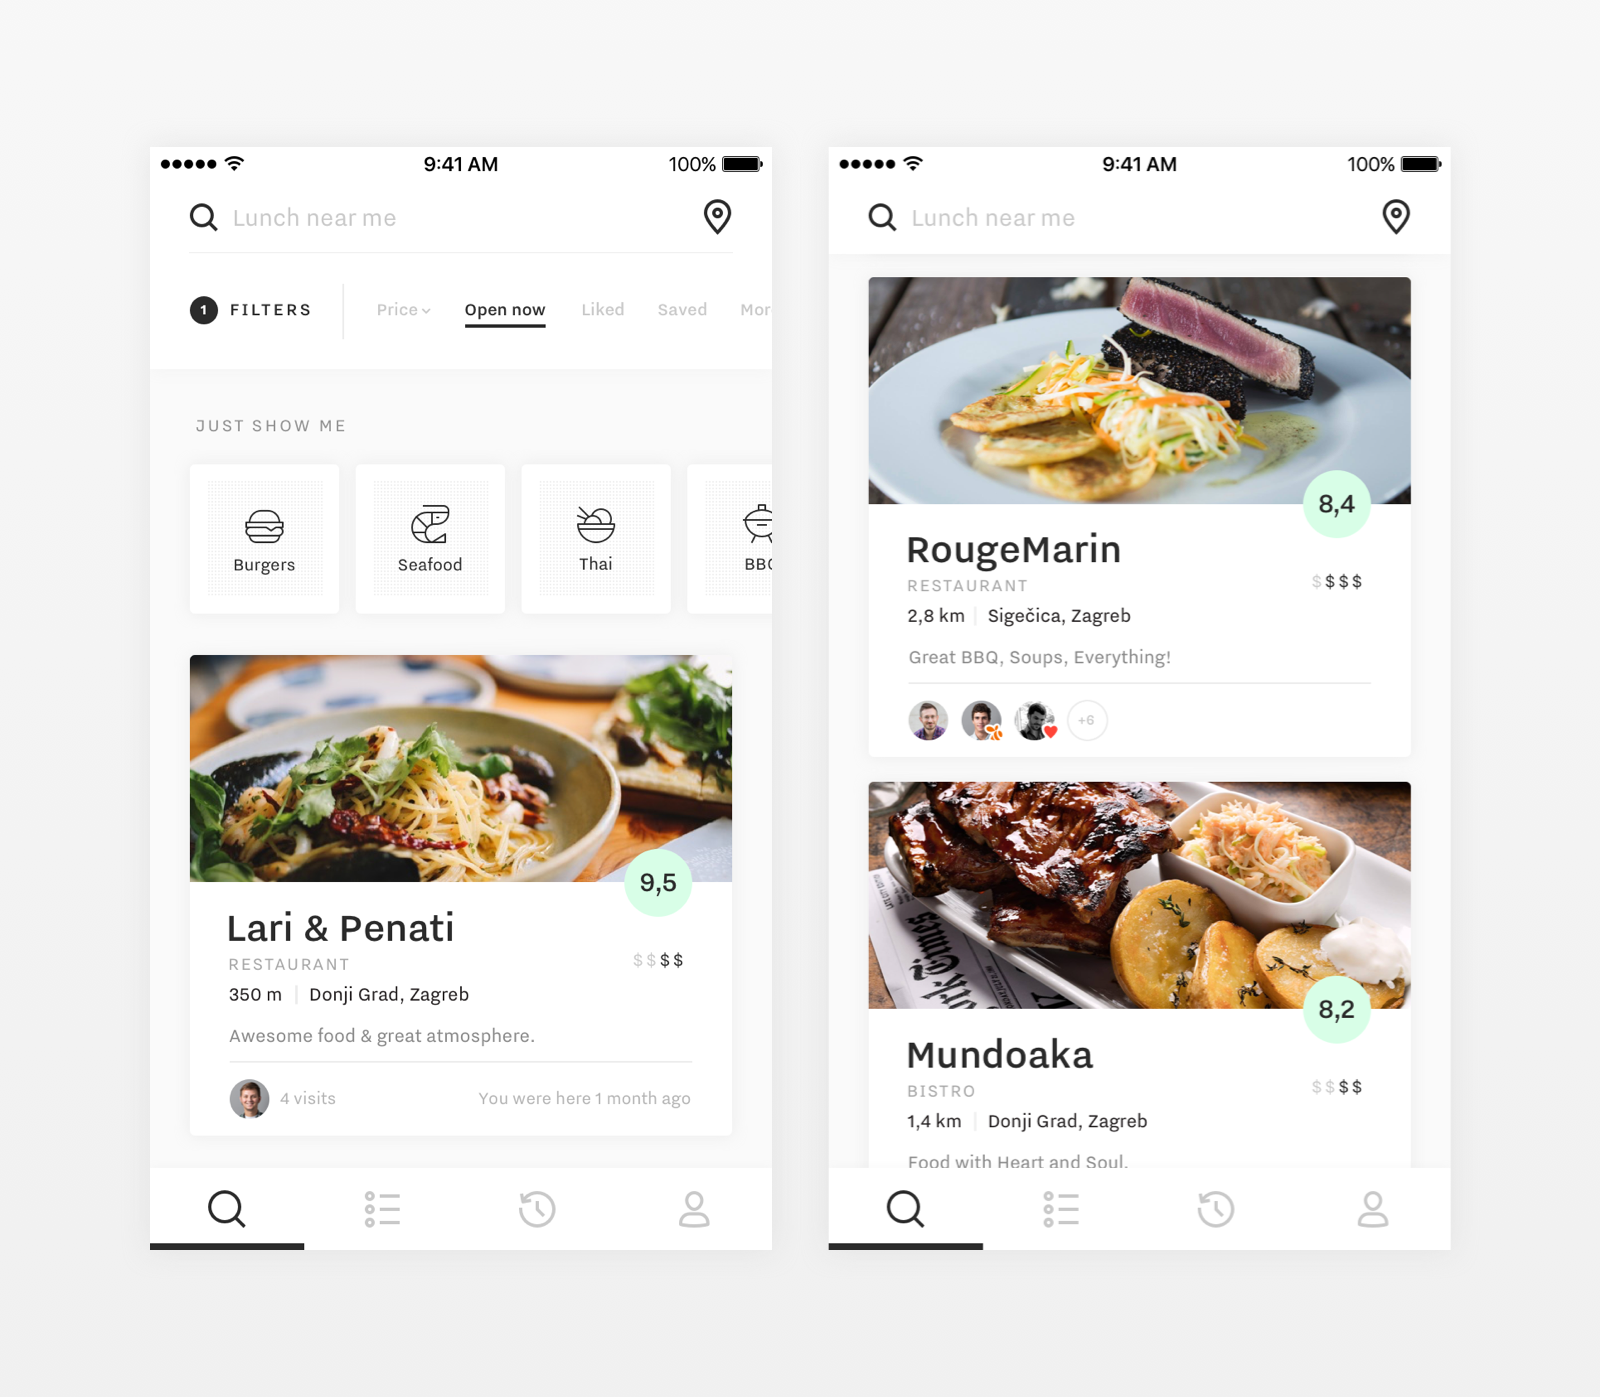 9:41 AM
100%
Lunch near me
1 FILTERS
Price
Open now
Liked
Saved
Mor
JUST SHOW ME
Burgers
Seafood
Thai
BBQ
9,5
Lari & Penati
RESTAURANT
$$$$
350 m | Donji Grad, Zagreb
Awesome food & great atmosphere.
4 visits
You were here 1 month ago
9:41 AM
100%
Lunch near me
8,4
RougeMarin
RESTAURANT
$$$$
2,8 km | Sigečica, Zagreb
Great BBQ, Soups, Everything!
+6
ork Times
8,2
Mundoaka
BISTRO
$$$$
1,4 km | Donji Grad, Zagreb
Food with Heart and Soul.